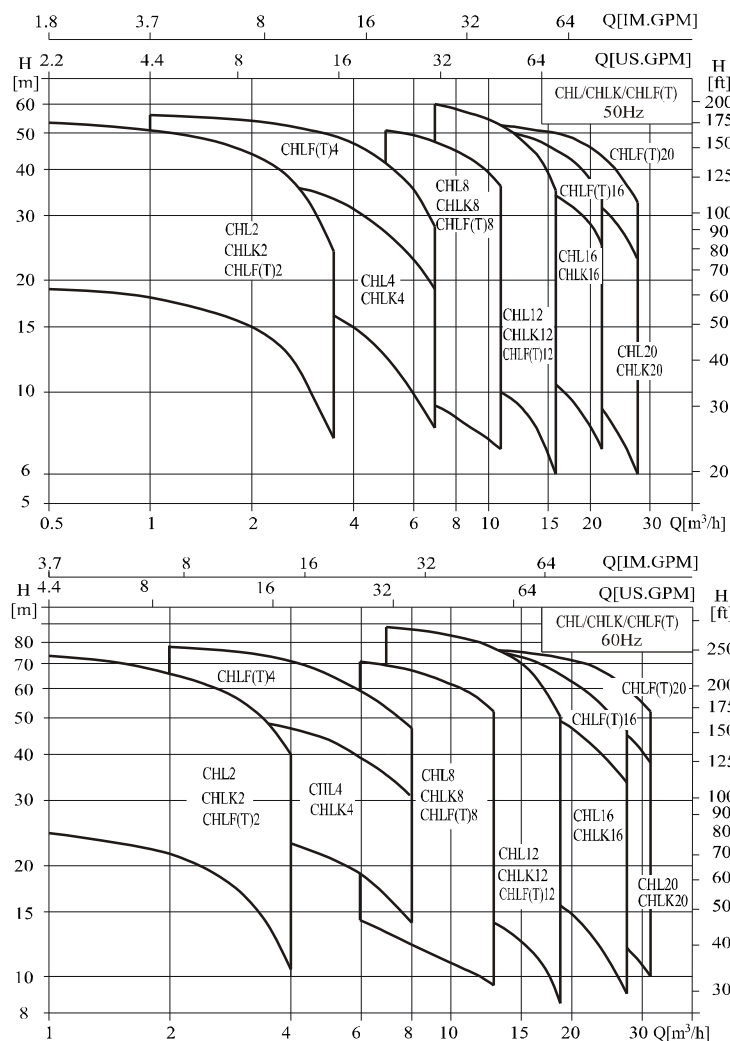 1.8 3.7 8 16 32 64 Q[IM.GPM]
H 2.2 4.4 8 16 32 64 Q[US.GPM] H
[m] [ft]
CHL/CHLK/CHLF(T)
50Hz
60 200
50 175
CHLF(T)4 150
CHLF(T)20
40 125
CHL8 CHLF(T)16
CHLK8
CHLF(T)8
30 100
CHL2 90
CHLK2 80
CHLF(T)2 CHL16
CHLK16
70
20 CHL4
CHLK4 60
15 CHL12 50
CHLK12
CHLF(T)12
CHL20 40
CHLK20
10 30
6 20
5
0.5 1 2 4 6 8 10 15 20 30 Q[m³/h]
3.7 8 16 32 64 Q[IM.GPM]
H 4.4 8 16 32 64 Q[US.GPM] H
[m] [ft]
CHL/CHLK/CHLF(T)
60Hz
80 250
70
CHLF(T)4 CHLF(T)20
60 200
175
50 CHLF(T)16 150
40 125
CHL2 CHL8
CHL4 CHLK8
CHLK2 CHLK4 CHLF(T)8
CHLF(T)2
30 100
90
CHL16
CHLK16 80
20 CHL12 70
CHLK12
CHLF(T)12 60
CHL20
CHLK20
15 50
40
10 30
8
1 2 4 6 8 10 15 20 30 Q[m³/h]